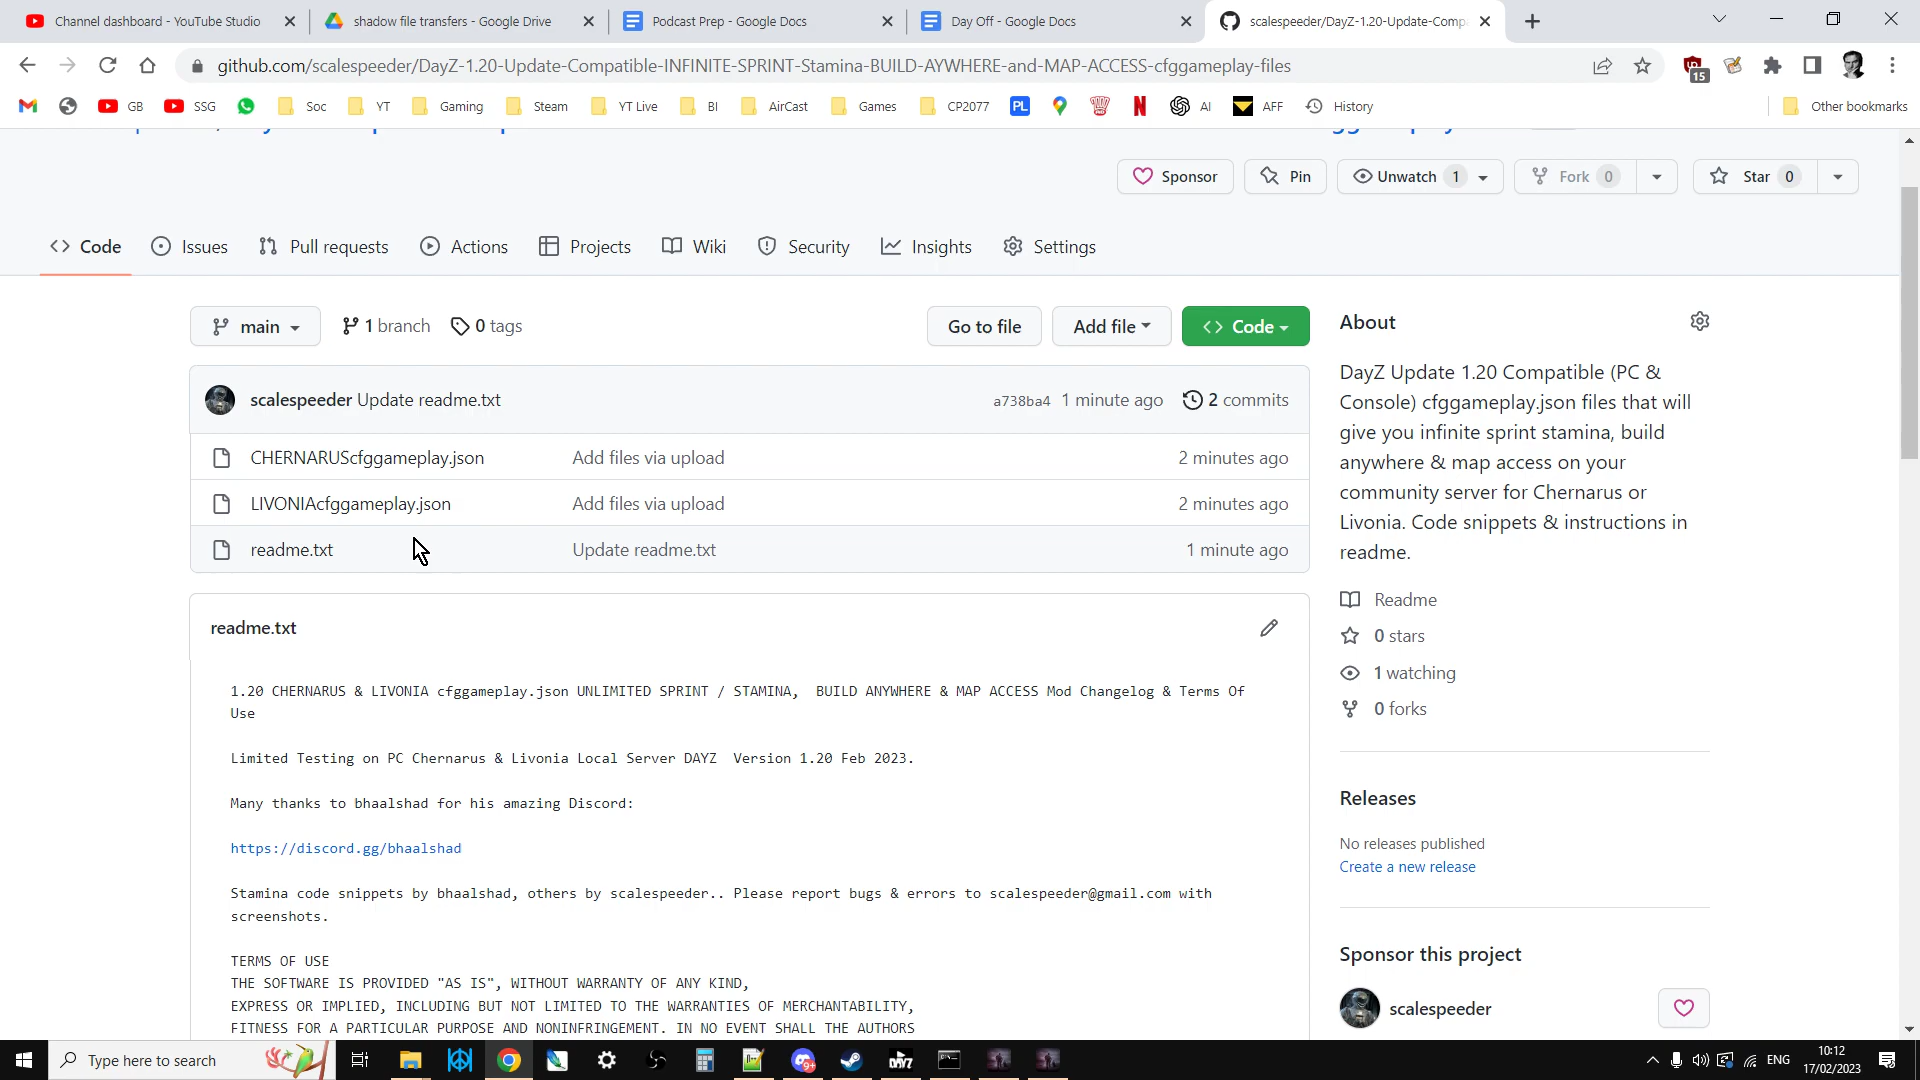 Channel dashboard - YouTube Studio
shadow file transfers - Google Drive
Podcast Prep - Google Docs
Day Off - Google Docs
scalespeeder/DayZ-1.20-Update-Comp
github.com/scalespeeder/DayZ-1.20-Update-Compatible-INFINITE-SPRINT-Stamina-BUILD-AYWHERE-and-MAP-ACCESS-cfggameplay-files
15
GB
SSG
Soc
YT
Gaming
Steam
YT Live
BI
AirCast
Games
CP2077
PL
N
AI
AFF
History
Other bookmarks
Sponsor
Pin
Unwatch 1
Fork 0
Star 0
Code
Issues
Pull requests
Actions
Projects
Wiki
Security
Insights
Settings
main
1 branch
0 tags
Go to file
Add file
Code
scalespeeder Update readme.txt a738ba4 1 minute ago 2 commits
CHERNARUScfggameplay.json Add files via upload 2 minutes ago
LIVONIAcfggameplay.json Add files via upload 2 minutes ago
readme.txt Update readme.txt 1 minute ago
readme.txt
1.20 CHERNARUS & LIVONIA cfggameplay.json UNLIMITED SPRINT / STAMINA,  BUILD ANYWHERE & MAP ACCESS Mod Changelog & Terms Of
Use
Limited Testing on PC Chernarus & Livonia Local Server DAYZ  Version 1.20 Feb 2023.
Many thanks to bhaalshad for his amazing Discord:
https://discord.gg/bhaalshad
Stamina code snippets by bhaalshad, others by scalespeeder.. Please report bugs & errors to scalespeeder@gmail.com with
screenshots.
TERMS OF USE
THE SOFTWARE IS PROVIDED "AS IS", WITHOUT WARRANTY OF ANY KIND,
EXPRESS OR IMPLIED, INCLUDING BUT NOT LIMITED TO THE WARRANTIES OF MERCHANTABILITY,
FITNESS FOR A PARTICULAR PURPOSE AND NONINFRINGEMENT. IN NO EVENT SHALL THE AUTHORS
About
DayZ Update 1.20 Compatible (PC &
Console) cfggameplay.json files that will
give you infinite sprint stamina, build
anywhere & map access on your
community server for Chernarus or
Livonia. Code snippets & instructions in
readme.
Readme
0 stars
1 watching
0 forks
Releases
No releases published
Create a new release
Sponsor this project
scalespeeder
Type here to search
9+
DAYZ
ENG
10:12
17/02/2023